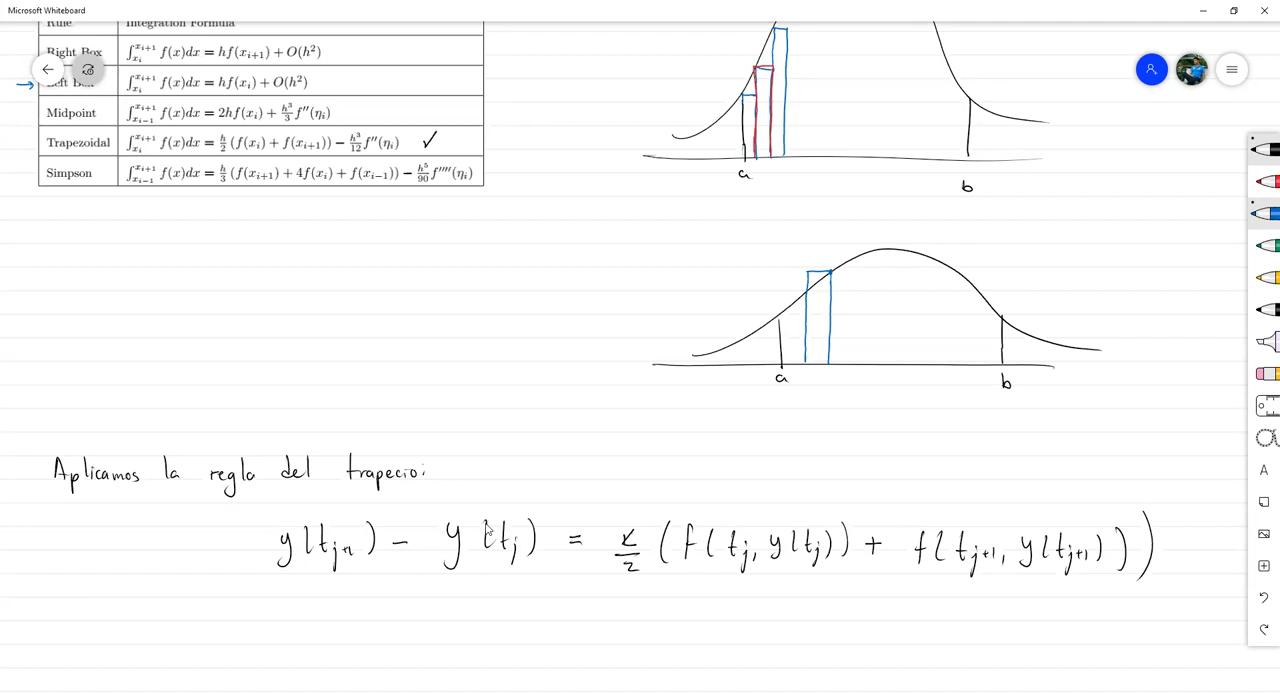 Microsoft Whiteboard
Rule Integration Formula
Right Box ∫_{x_i}^{x_{i+1}} f(x)dx = hf(x_{i+1}) + O(h²)
Left Box ∫_{x_i}^{x_{i+1}} f(x)dx = hf(x_i) + O(h²)
Midpoint ∫_{x_{i−1}}^{x_{i+1}} f(x)dx = 2hf(x_i) + h³/3 f''(η_i)
Trapezoidal ∫_{x_i}^{x_{i+1}} f(x)dx = h/2 (f(x_i) + f(x_{i+1})) − h³/12 f''(η_i) ✓
Simpson ∫_{x_{i−1}}^{x_{i+1}} f(x)dx = h/3 (f(x_{i+1}) + 4f(x_i) + f(x_{i−1})) − h⁵/90 f''''(η_i)
a b
a b
Aplicamos la regla del trapecio:
y(t_{j+1}) − y(t_j) = k/2 (f(t_j, y(t_j)) + f(t_{j+1}, y(t_{j+1})))
A